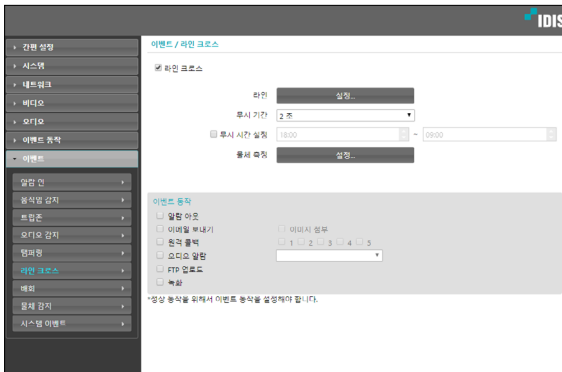 IDIS
간편 설정
시스템
네트워크
비디오
오디오
이벤트 동작
이벤트
알람 인
움직임 감지
트립존
오디오 감지
탬퍼링
라인 크로스
배회
물체 감지
시스템 이벤트
이벤트 / 라인 크로스
라인 크로스
라인 설정...
무시 기간 2 초
무시 시간 설정 18:00 ~ 09:00
물체 측정 설정...
이벤트 동작
알람 아웃
이메일 보내기 이미지 첨부
원격 콜백 1 2 3 4 5
오디오 알람
FTP 업로드
녹화
*정상 동작을 위해서 이벤트 동작을 설정해야 합니다.